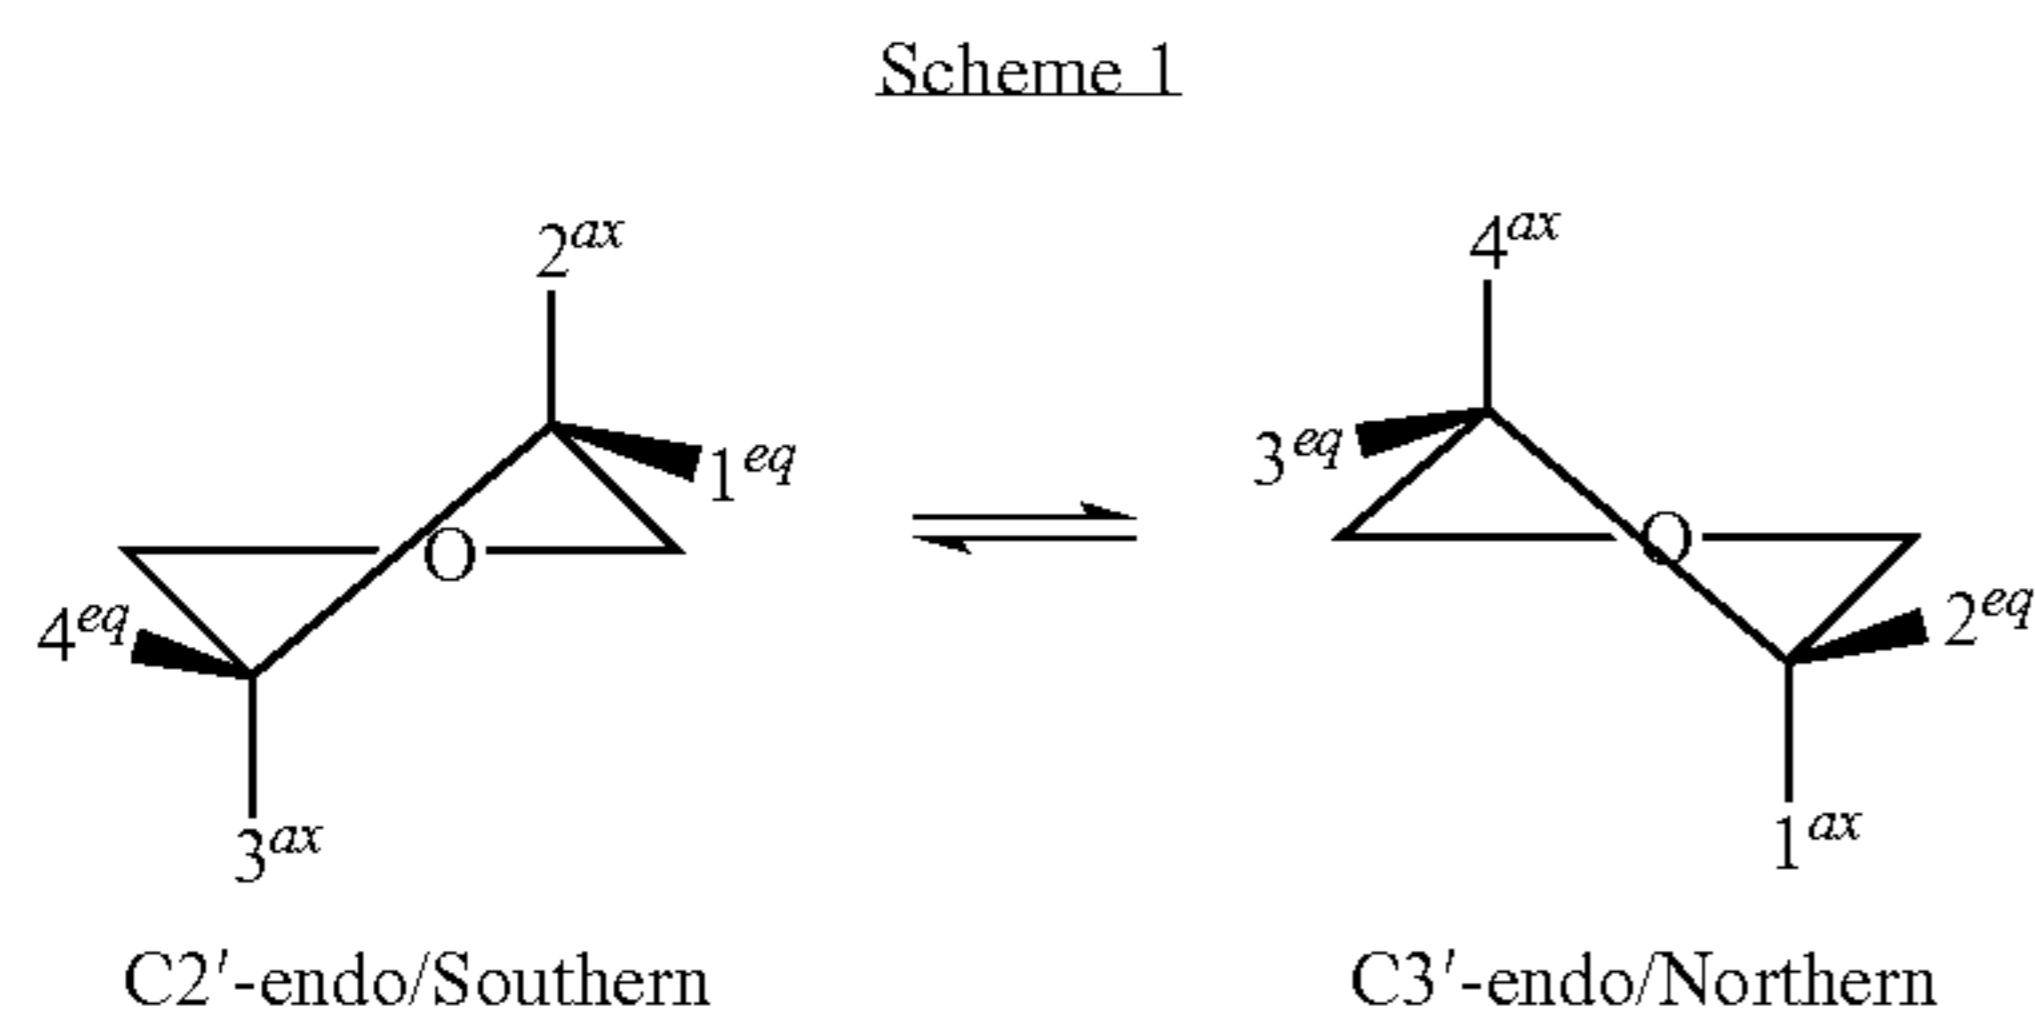 Scheme 1
2ax
1eq
O
4eq
3ax
4ax
3eq
O
2eq
1ax
C2′-endo/Southern
C3′-endo/Northern